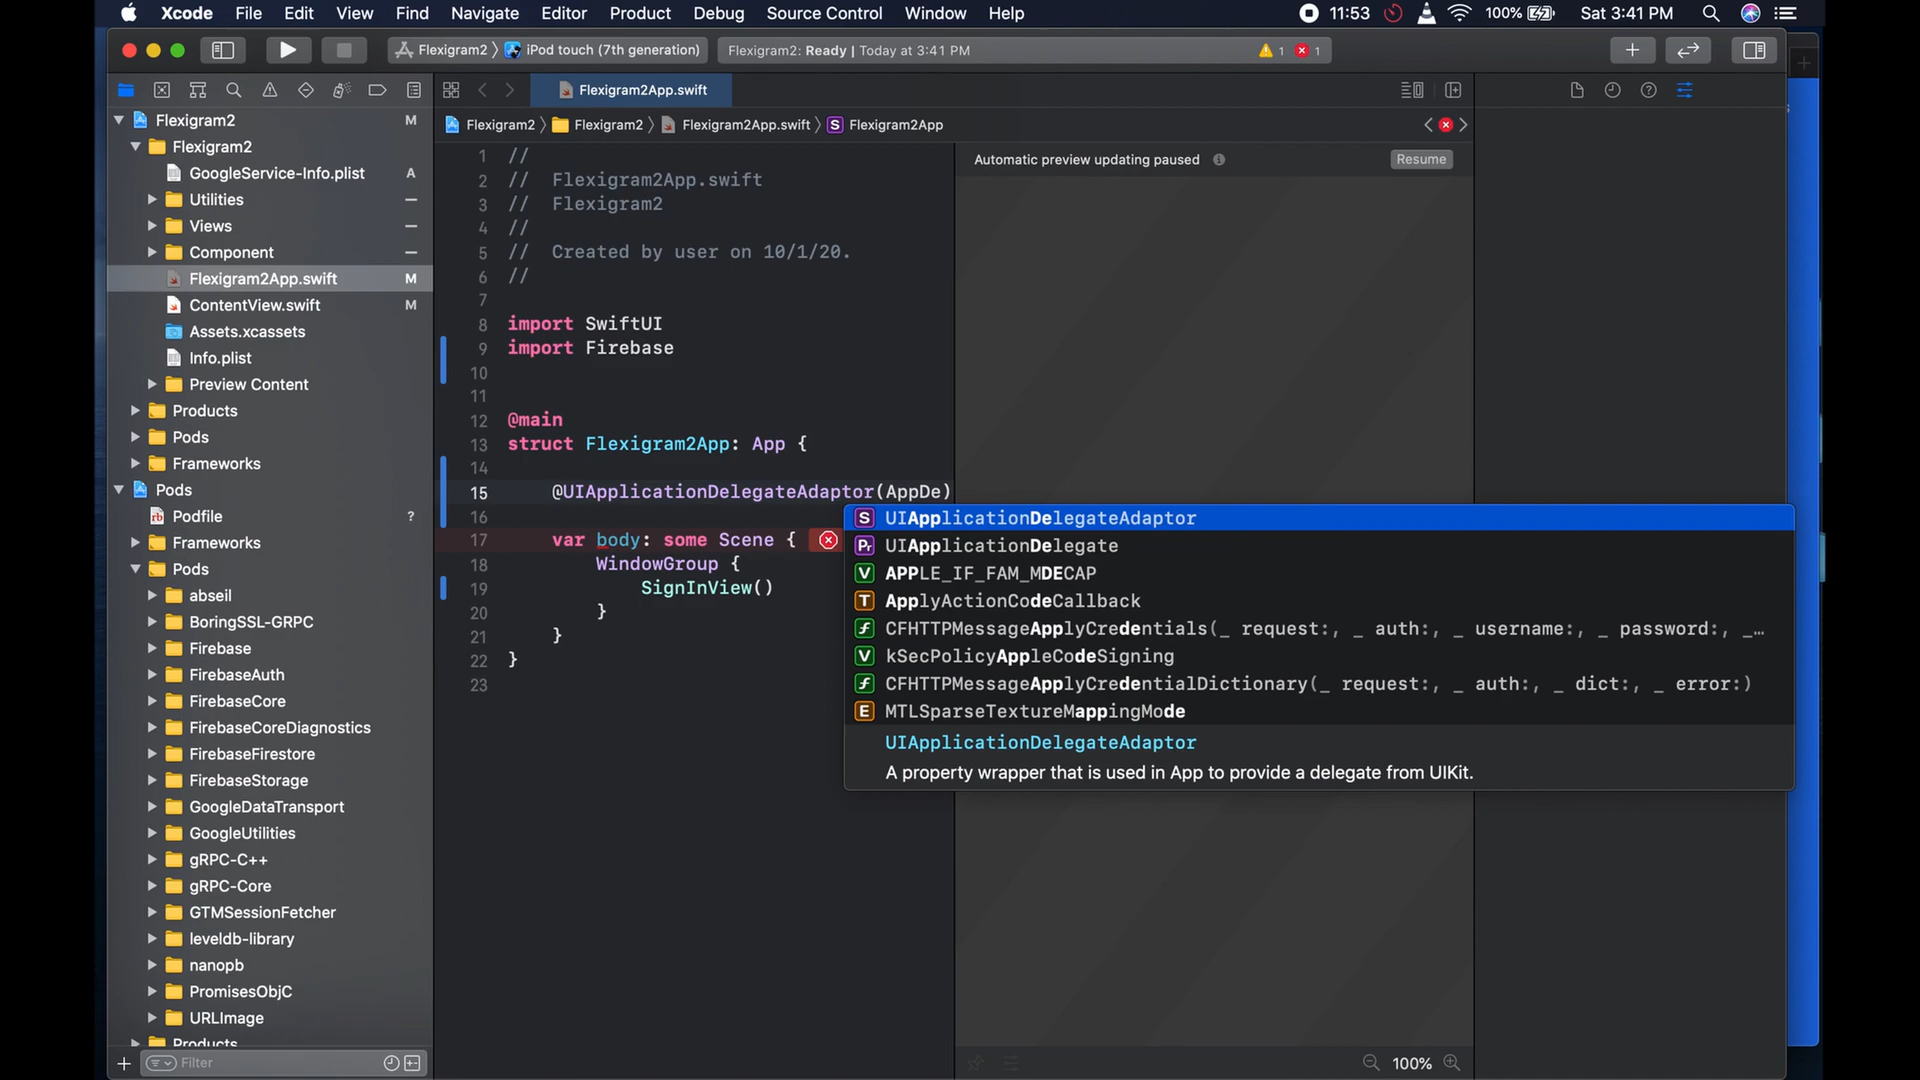 Xcode File Edit View Find Navigate Editor Product Debug Source Control Window Help 11:53 100% Sat 3:41 PM
Flexigram2 iPod touch (7th generation) Flexigram2: Ready | Today at 3:41 PM 1 1
Flexigram2App.swift
Flexigram2 Flexigram2 Flexigram2App.swift S Flexigram2App
Automatic preview updating paused Resume
Flexigram2 M
Flexigram2
GoogleService-Info.plist A
Utilities
Views
Component
Flexigram2App.swift M
ContentView.swift M
Assets.xcassets
Info.plist
Preview Content
Products
Pods
Frameworks
Pods
Podfile ?
Frameworks
Pods
abseil
BoringSSL-GRPC
Firebase
FirebaseAuth
FirebaseCore
FirebaseCoreDiagnostics
FirebaseFirestore
FirebaseStorage
GoogleDataTransport
GoogleUtilities
gRPC-C++
gRPC-Core
GTMSessionFetcher
leveldb-library
nanopb
PromisesObjC
URLImage
Products
Filter
1 //
2 // Flexigram2App.swift
3 // Flexigram2
4 //
5 // Created by user on 10/1/20.
6 //
7
8 import SwiftUI
9 import Firebase
10
11
12 @main
13 struct Flexigram2App: App {
14
15 @UIApplicationDelegateAdaptor(AppDe)
16
17 var body: some Scene {
18 WindowGroup {
19 SignInView()
20 }
21 }
22 }
23
S UIApplicationDelegateAdaptor
Pr UIApplicationDelegate
V APPLE_IF_FAM_MDECAP
T ApplyActionCodeCallback
f CFHTTPMessageApplyCredentials(_ request:, _ auth:, _ username:, _ password:, _…
V kSecPolicyAppleCodeSigning
f CFHTTPMessageApplyCredentialDictionary(_ request:, _ auth:, _ dict:, _ error:)
E MTLSparseTextureMappingMode
UIApplicationDelegateAdaptor
A property wrapper that is used in App to provide a delegate from UIKit.
100%